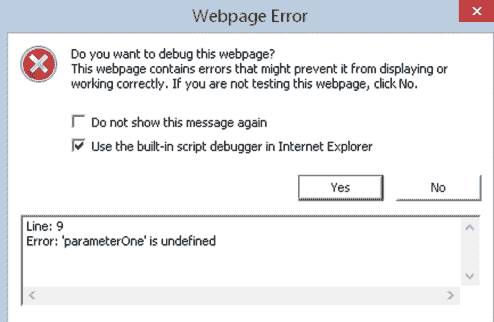 Webpage Error
Do you want to debug this webpage?
This webpage contains errors that might prevent it from displaying or
working correctly. If you are not testing this webpage, click No.
Do not show this message again
Use the built-in script debugger in Internet Explorer
Yes No
Line: 9
Error: 'parameterOne' is undefined